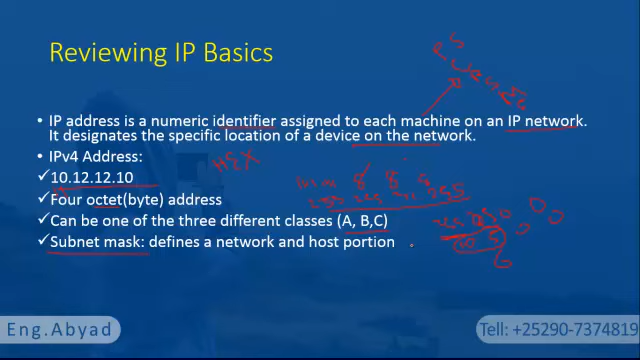 Reviewing IP Basics
• IP address is a numeric identifier assigned to each machine on an IP network.
It designates the specific location of a device on the network.
• IPv4 Address:
HEX
✓ 10.12.12.10
✓ Four octet(byte) address
✓ Can be one of the three different classes (A, B,C)
✓ Subnet mask: defines a network and host portion
Eng.Abyad
Tell: +25290-7374819